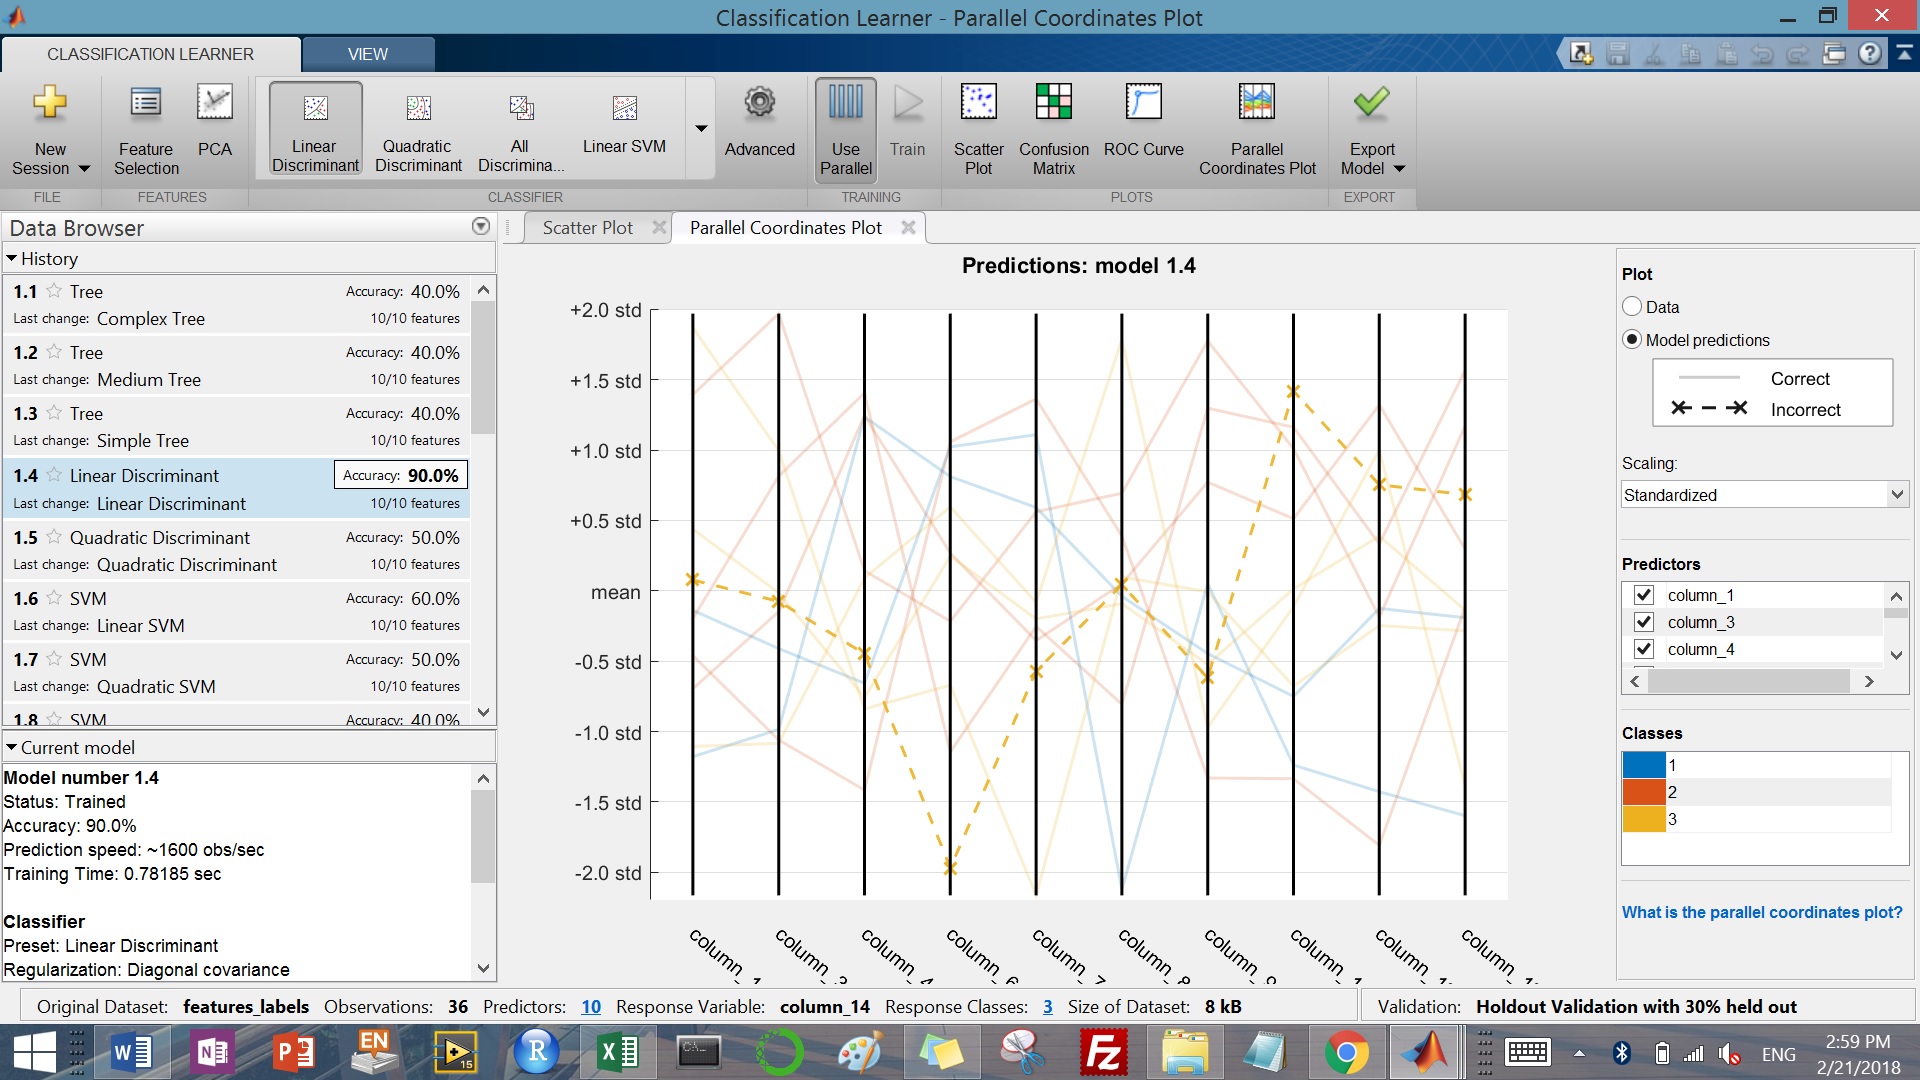 Classification Learner - Parallel Coordinates Plot
CLASSIFICATION LEARNER
VIEW
New Session
Feature Selection
PCA
Linear Discriminant
Quadratic Discriminant
All Discrimina...
Linear SVM
Advanced
Use Parallel
Train
Scatter Plot
Confusion Matrix
ROC Curve
Parallel Coordinates Plot
Export Model
FILE
FEATURES
CLASSIFIER
TRAINING
PLOTS
EXPORT
Data Browser
History
1.1 Tree Accuracy: 40.0%
Last change: Complex Tree 10/10 features
1.2 Tree Accuracy: 40.0%
Last change: Medium Tree 10/10 features
1.3 Tree Accuracy: 40.0%
Last change: Simple Tree 10/10 features
1.4 Linear Discriminant Accuracy: 90.0%
Last change: Linear Discriminant 10/10 features
1.5 Quadratic Discriminant Accuracy: 50.0%
Last change: Quadratic Discriminant 10/10 features
1.6 SVM Accuracy: 60.0%
Last change: Linear SVM 10/10 features
1.7 SVM Accuracy: 50.0%
Last change: Quadratic SVM 10/10 features
1.8 SVM Accuracy: 40.0%
Current model
Model number 1.4
Status: Trained
Accuracy: 90.0%
Prediction speed: ~1600 obs/sec
Training Time: 0.78185 sec
Classifier
Preset: Linear Discriminant
Regularization: Diagonal covariance
Scatter Plot
Parallel Coordinates Plot
Predictions: model 1.4
+2.0 std
+1.5 std
+1.0 std
+0.5 std
mean
-0.5 std
-1.0 std
-1.5 std
-2.0 std
column_
column_
column_
column_6
column_7
column_8
column_9
column_1
column_1
column_1
Plot
Data
Model predictions
Correct
Incorrect
Scaling:
Standardized
Predictors
column_1
column_3
column_4
Classes
1
2
3
What is the parallel coordinates plot?
Original Dataset: features_labels Observations: 36 Predictors: 10 Response Variable: column_14 Response Classes: 3 Size of Dataset: 8 kB
Validation: Holdout Validation with 30% held out
EN
15
ENG
2:59 PM
2/21/2018